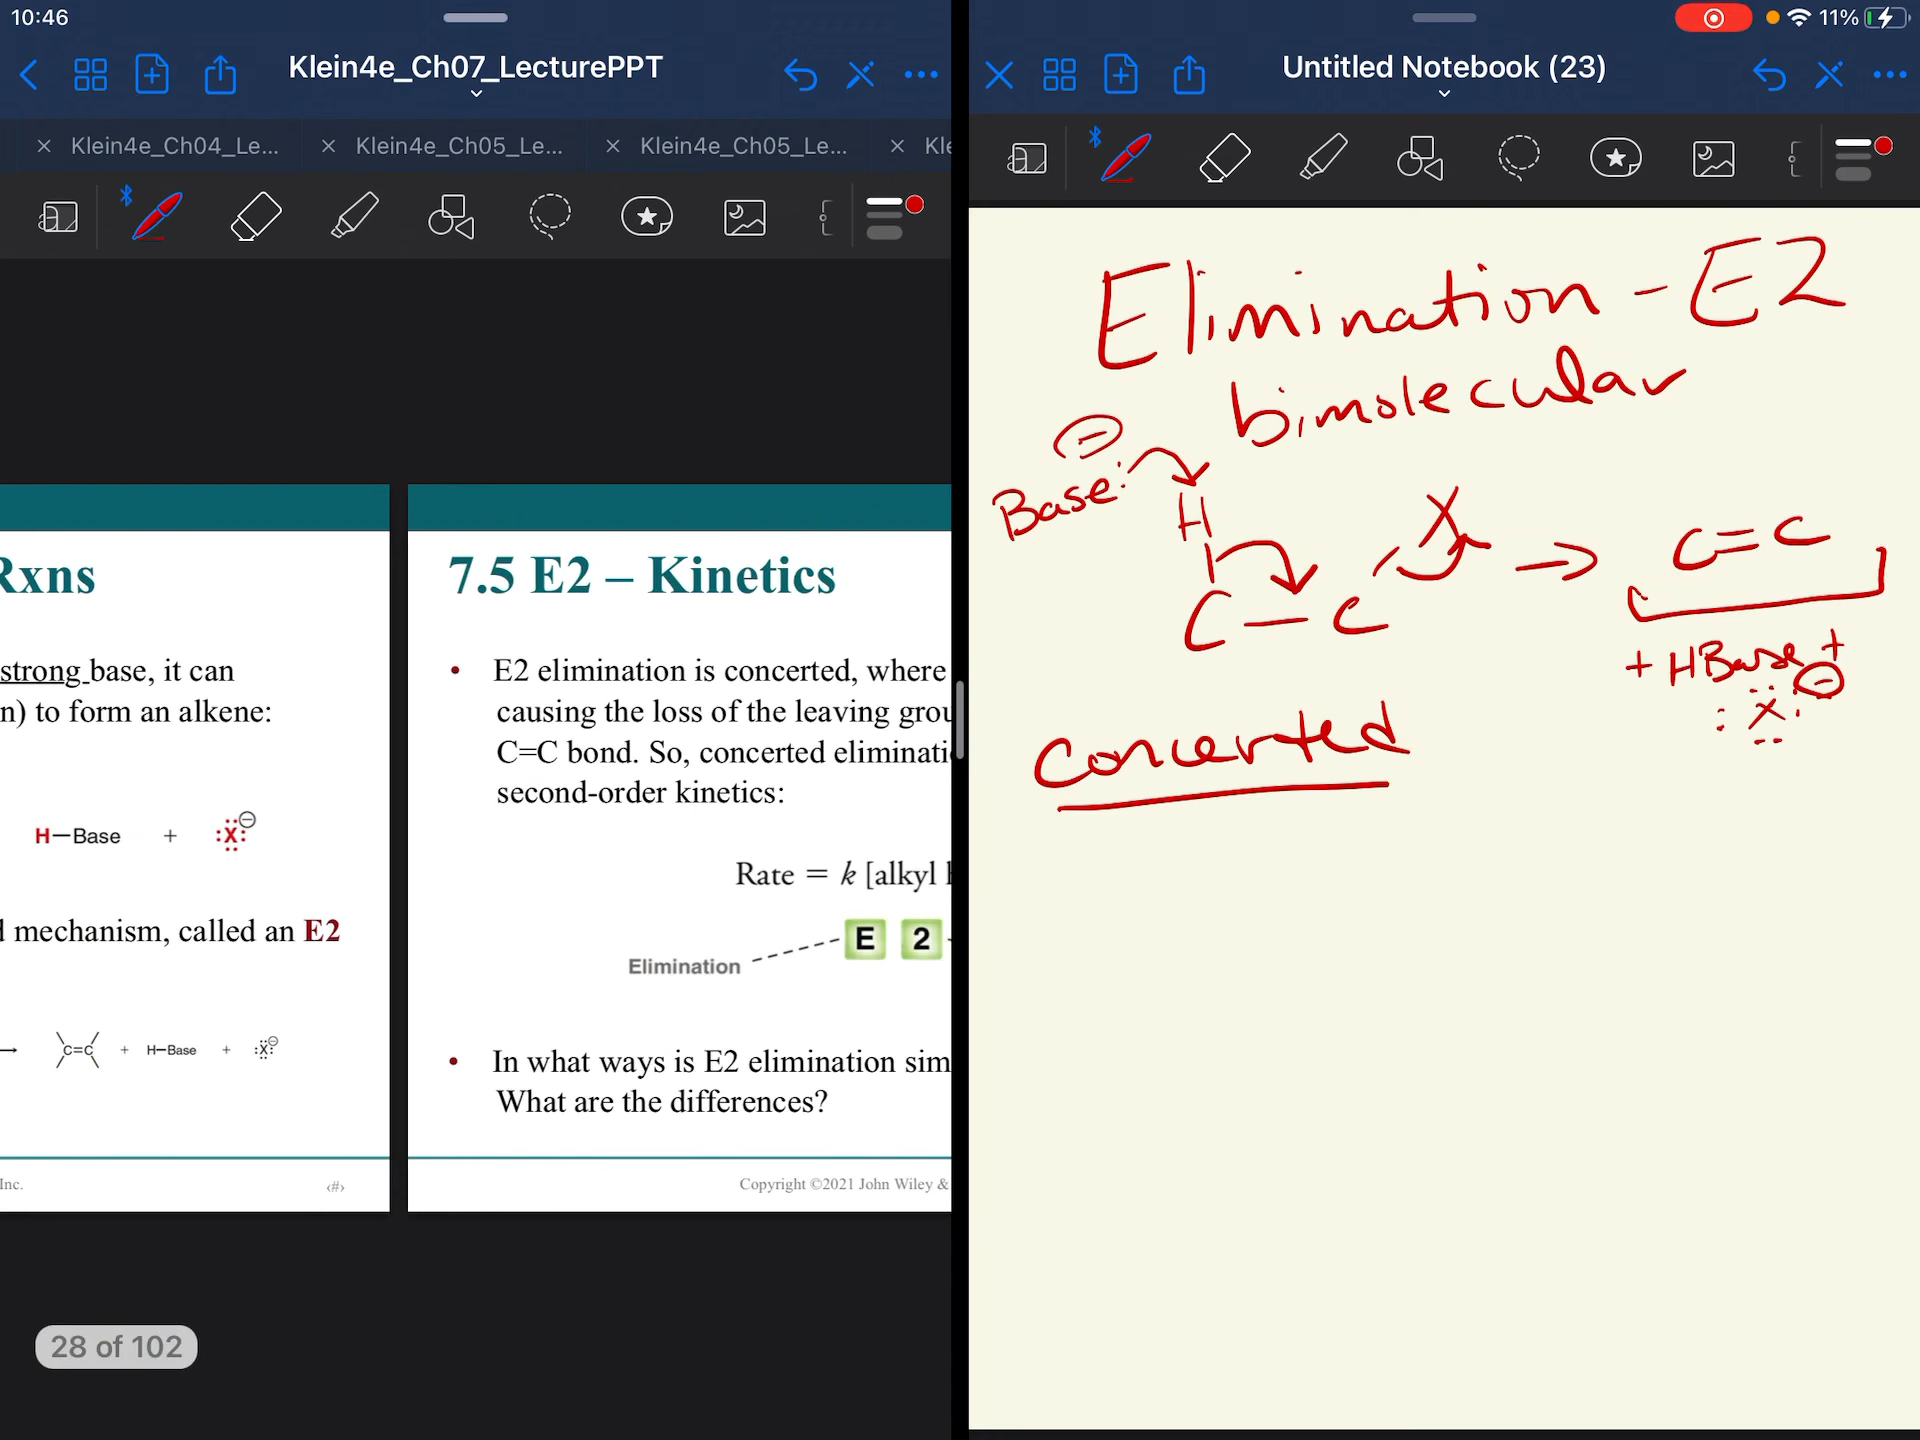 10:46
Klein4e_Ch07_LecturePPT
Klein4e_Ch04_Le...
Klein4e_Ch05_Le...
Klein4e_Ch05_Le...
Kle
Rxns
strong base, it can
n) to form an alkene:
H—Base + :X:⊖
d mechanism, called an E2
→ C=C + H—Base + :X:⊖
Inc.
‹#›
7.5 E2 – Kinetics
• E2 elimination is concerted, where
causing the loss of the leaving grou
C=C bond. So, concerted eliminati
second-order kinetics:
Rate = k [alkyl h
E 2
Elimination
• In what ways is E2 elimination sim
What are the differences?
Copyright ©2021 John Wiley &
28 of 102
11%
Untitled Notebook (23)
Elimination - E2
bimolecular
⊖
Base:
H X
C — C → C=C
+ HBase +
:X:⊖
Concerted